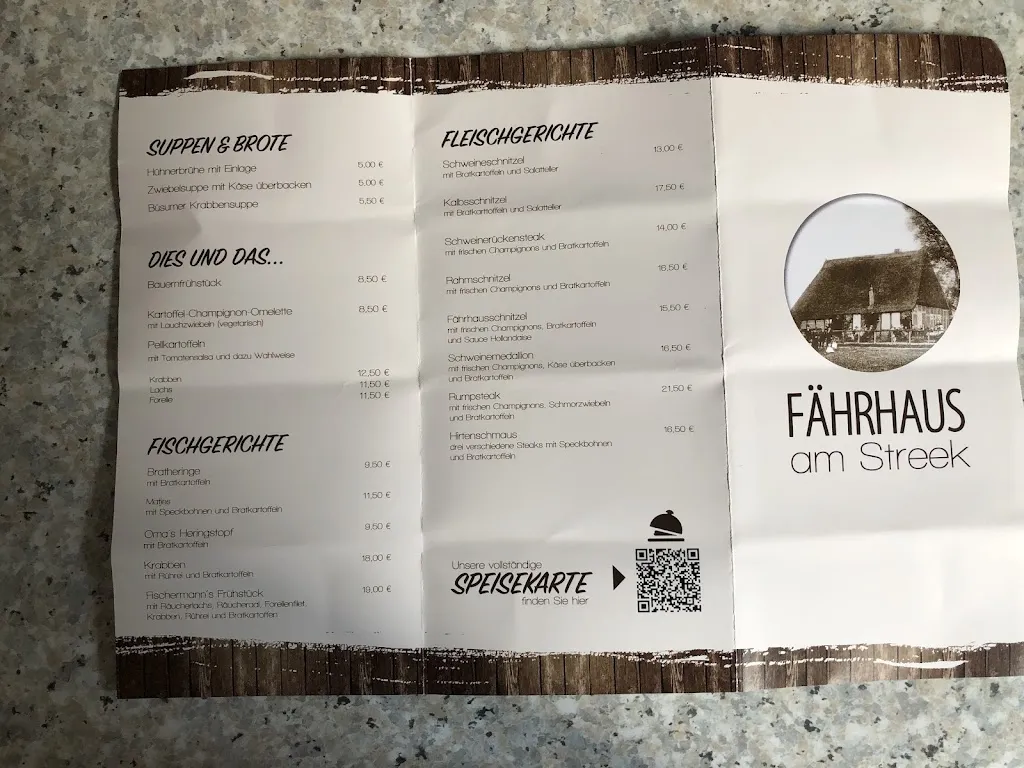 SUPPEN & BROTE
Hühnerbrühe mit Einlage 5,00 €
Zwiebelsuppe mit Käse überbacken 5,00 €
Büsumer Krabbensuppe 5,50 €
DIES UND DAS...
Bauernfrühstück 8,50 €
Kartoffel-Champignon-Omelette 8,50 €
mit Lauchzwiebeln (vegetarisch)
Pellkartoffeln
mit Tomatensalsa und dazu Wahlweise
Krabben 12,50 €
Lachs 11,50 €
Forelle 11,50 €
FISCHGERICHTE
Bratheringe 9,50 €
mit Bratkartoffeln
Matjes 11,50 €
mit Speckbohnen und Bratkartoffeln
Oma's Heringstopf 9,50 €
mit Bratkartoffeln
Krabben 18,00 €
mit Rührei und Bratkartoffeln
Fischermann's Frühstück 19,00 €
mit Räucherlachs, Räucheraal, Forellenfilet,
Krabben, Rührei und Bratkartoffeln
FLEISCHGERICHTE
Schweineschnitzel 13,00 €
mit Bratkartoffeln und Salatteller
Kalbsschnitzel 17,50 €
mit Bratkartoffeln und Salatteller
Schweinerückensteak 14,00 €
mit frischen Champignons und Bratkartoffeln
Rahmschnitzel 16,50 €
mit frischen Champignons und Bratkartoffeln
Fährhausschnitzel 15,50 €
mit frischen Champignons, Bratkartoffeln
und Sauce Hollandaise
Schweinemedaillon 16,50 €
mit frischen Champignons, Käse überbacken
und Bratkartoffeln
Rumpsteak 21,50 €
mit frischen Champignons, Schmorzwiebeln
und Bratkartoffeln
Hirtenschmaus 16,50 €
drei verschiedene Steaks mit Speckbohnen
und Bratkartoffeln
Unsere vollständige
SPEISEKARTE
finden Sie hier
FÄHRHAUS
am Streek